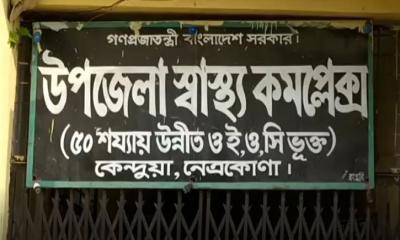 গণপ্রজাতন্ত্রী বাংলাদেশ সরকার।
উপজেলা স্বাস্থ্য কমপ্লেক্স
(৫০ শয্যায় উন্নীত ও ই,ও,সি ভূক্ত)
কেন্দুয়া, নেত্রকোণা।